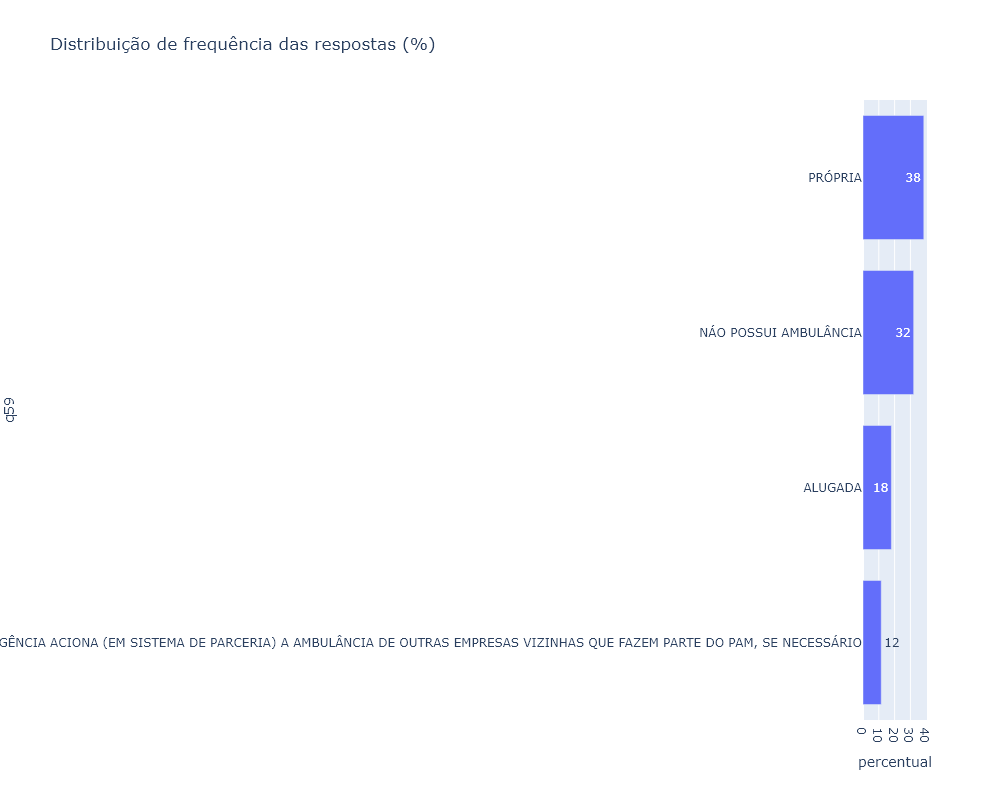 Distribuição de frequência das respostas (%)
PRÓPRIA
38
NÁO POSSUI AMBULÂNCIA
32
q59
ALUGADA
18
GÊNCIA ACIONA (EM SISTEMA DE PARCERIA) A AMBULÂNCIA DE OUTRAS EMPRESAS VIZINHAS QUE FAZEM PARTE DO PAM, SE NECESSÁRIO
12
0 10 20 30 40
percentual